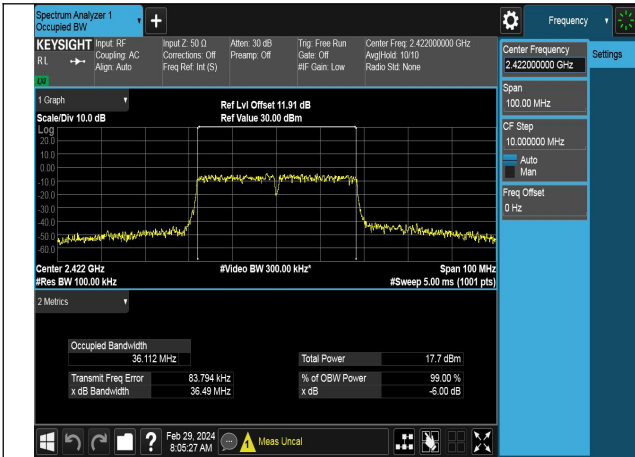 Spectrum Analyzer 1
Occupied BW
Frequency
KEYSIGHT
RL
LXI
Input: RF
Coupling: AC
Align: Auto
Input Z: 50 Ω
Corrections: Off
Freq Ref: Int (S)
Atten: 30 dB
Preamp: Off
Trig: Free Run
Gate: Off
#IF Gain: Low
Center Freq: 2.422000000 GHz
Avg|Hold: 10/10
Radio Std: None
Center Frequency
2.422000000 GHz
Settings
Span
100.00 MHz
CF Step
10.000000 MHz
Auto
Man
Freq Offset
0 Hz
1 Graph
Scale/Div 10.0 dB
Ref Lvl Offset 11.91 dB
Ref Value 30.00 dBm
Log
20.0
10.0
0.00
-10.0
-20.0
-30.0
-40.0
-50.0
-60.0
Center 2.422 GHz
#Res BW 100.00 kHz
#Video BW 300.00 kHz*
Span 100 MHz
#Sweep 5.00 ms (1001 pts)
2 Metrics
Occupied Bandwidth
36.112 MHz
Total Power 17.7 dBm
Transmit Freq Error 83.794 kHz
% of OBW Power 99.00 %
x dB Bandwidth 36.49 MHz
x dB -6.00 dB
Feb 29, 2024
8:05:27 AM
Meas Uncal